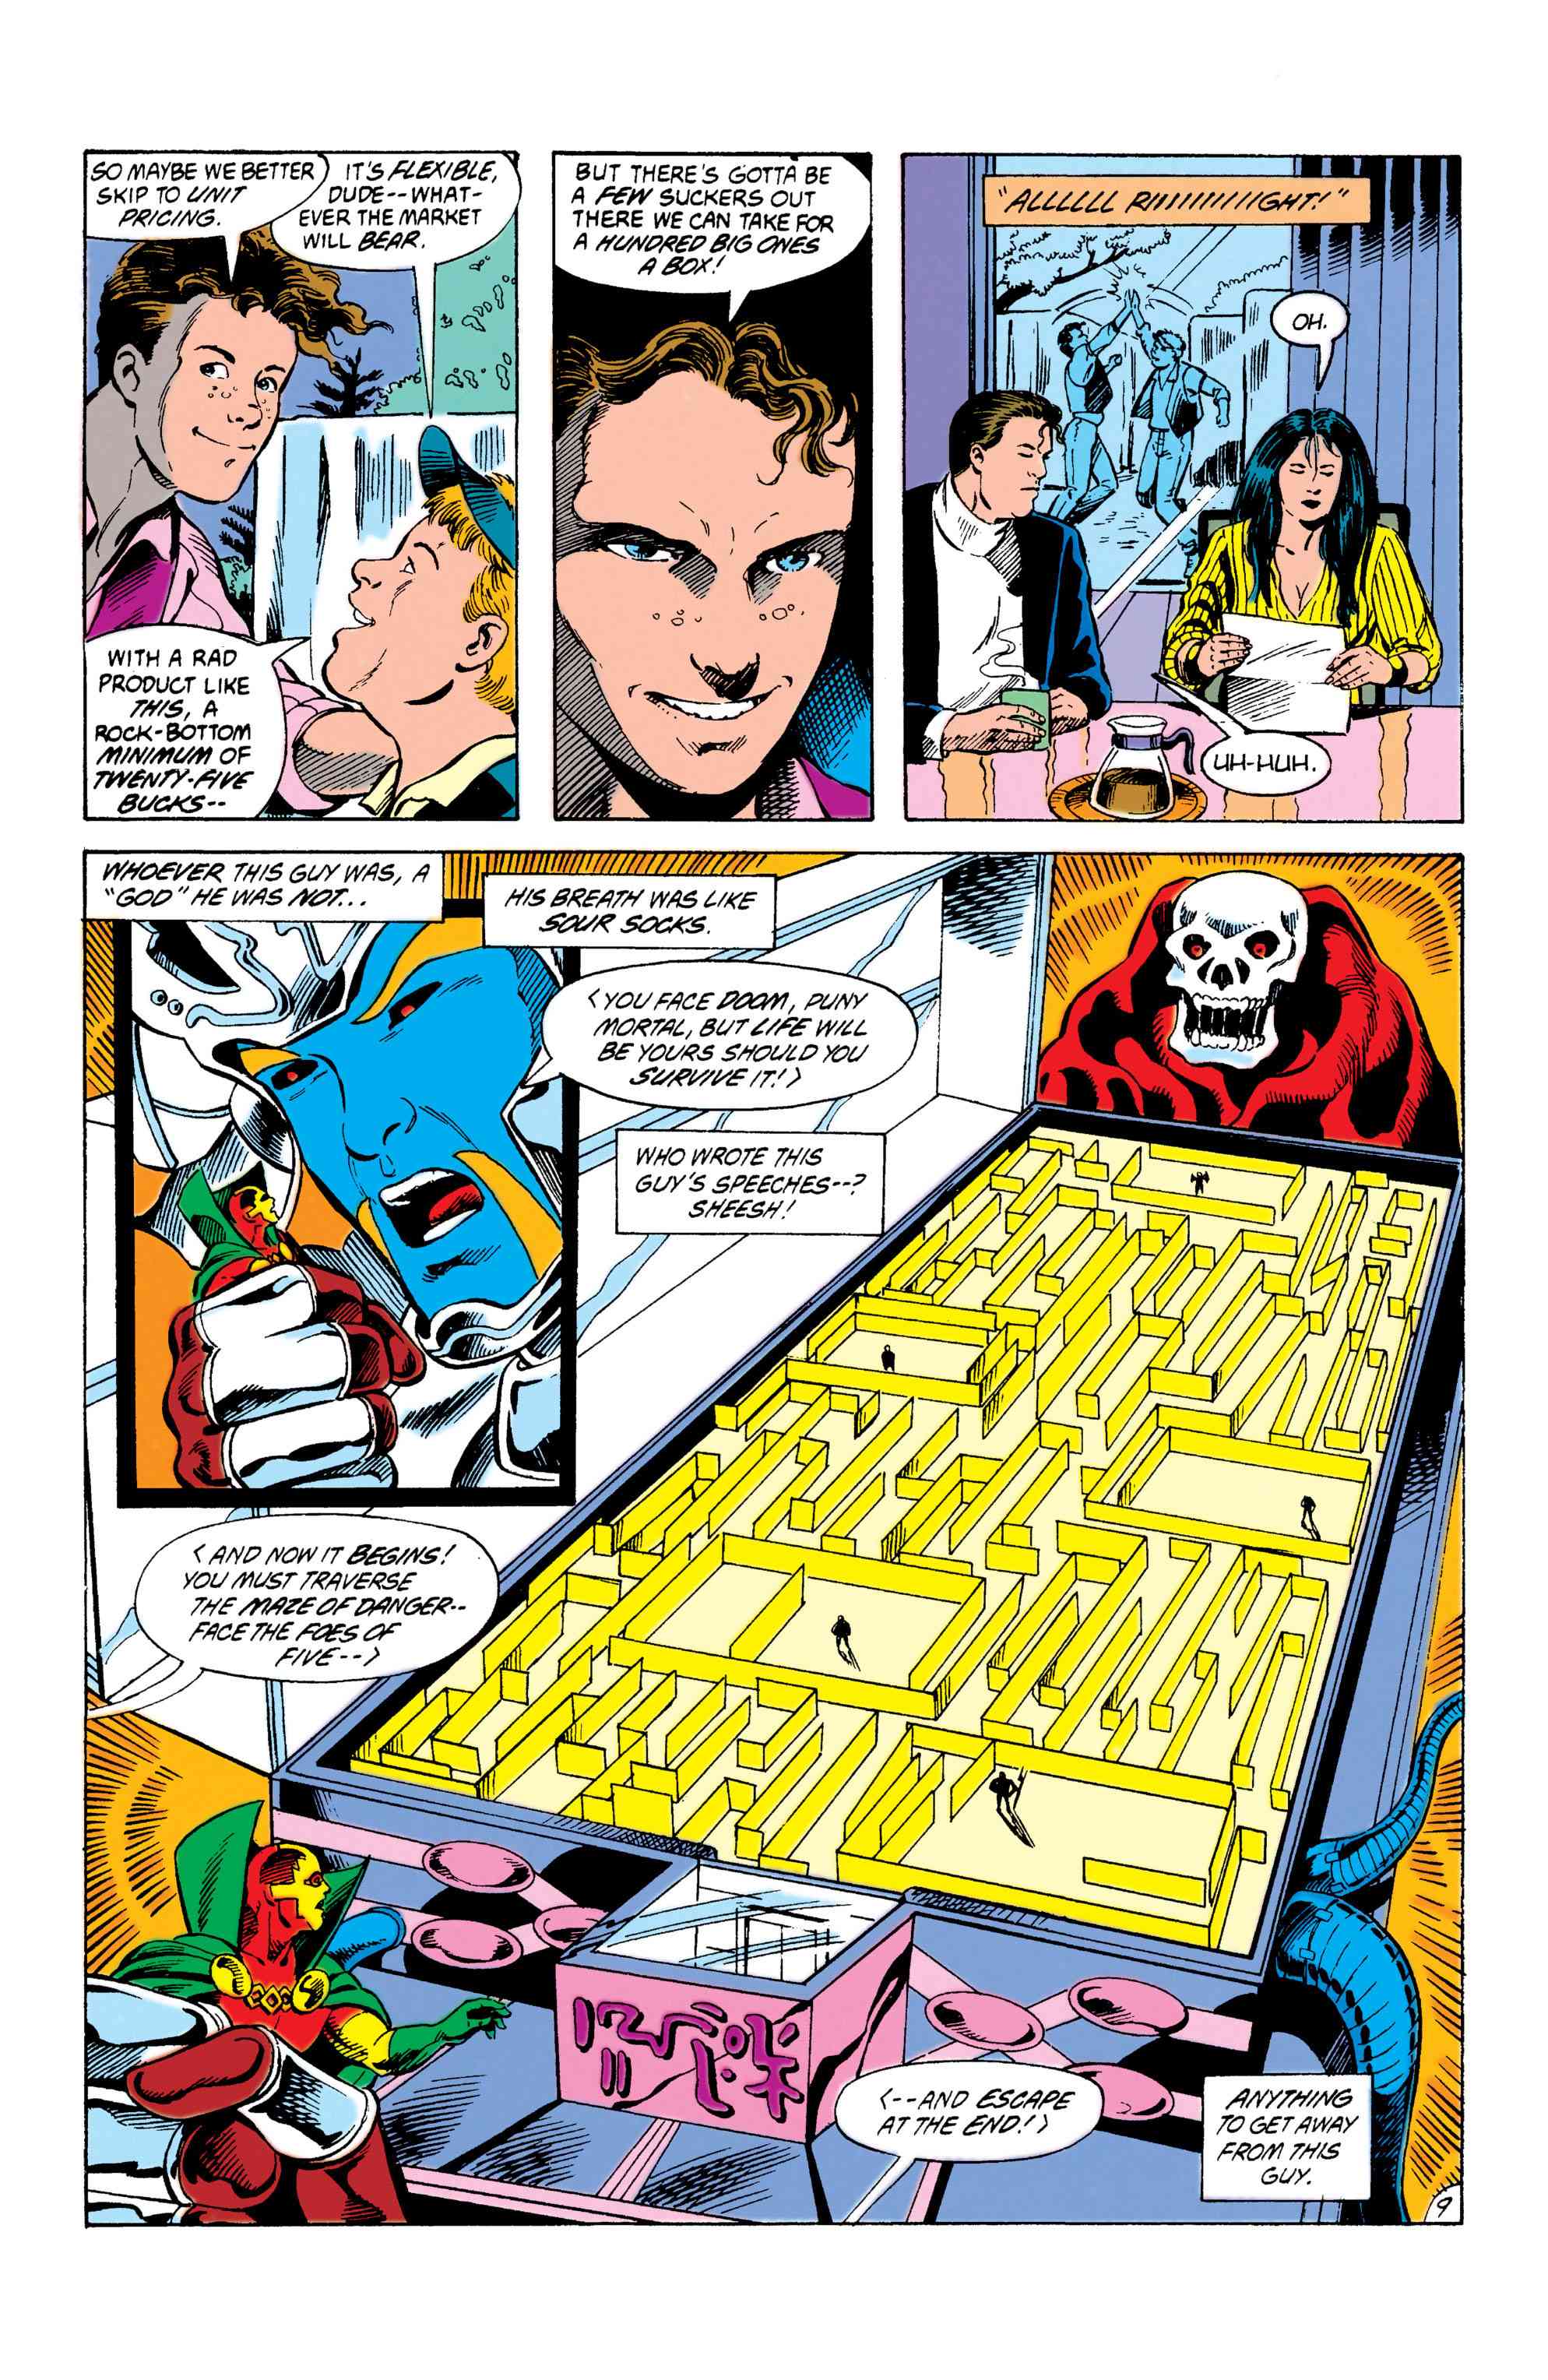 SO MAYBE WE BETTER
SKIP TO UNIT
PRICING.
IT'S FLEXIBLE,
DUDE--WHAT-
EVER THE MARKET
WILL BEAR.
WITH A RAD
PRODUCT LIKE
THIS, A
ROCK-BOTTOM
MINIMUM OF
TWENTY-FIVE
BUCKS--
BUT THERE'S GOTTA BE
A FEW SUCKERS OUT
THERE WE CAN TAKE FOR
A HUNDRED BIG ONES
A BOX!
"ALLLLLL RIIIIIIIIIIGHT!"
OH.
UH-HUH.
WHOEVER THIS GUY WAS, A
"GOD" HE WAS NOT...
HIS BREATH WAS LIKE
SOUR SOCKS.
<YOU FACE DOOM, PUNY
MORTAL, BUT LIFE WILL
BE YOURS SHOULD YOU
SURVIVE IT!>
WHO WROTE THIS
GUY'S SPEECHES--?
SHEESH!
<AND NOW IT BEGINS!
YOU MUST TRAVERSE
THE MAZE OF DANGER--
FACE THE FOES OF
FIVE-->
<--AND ESCAPE
AT THE END!>
ANYTHING
TO GET AWAY
FROM THIS
GUY.
9